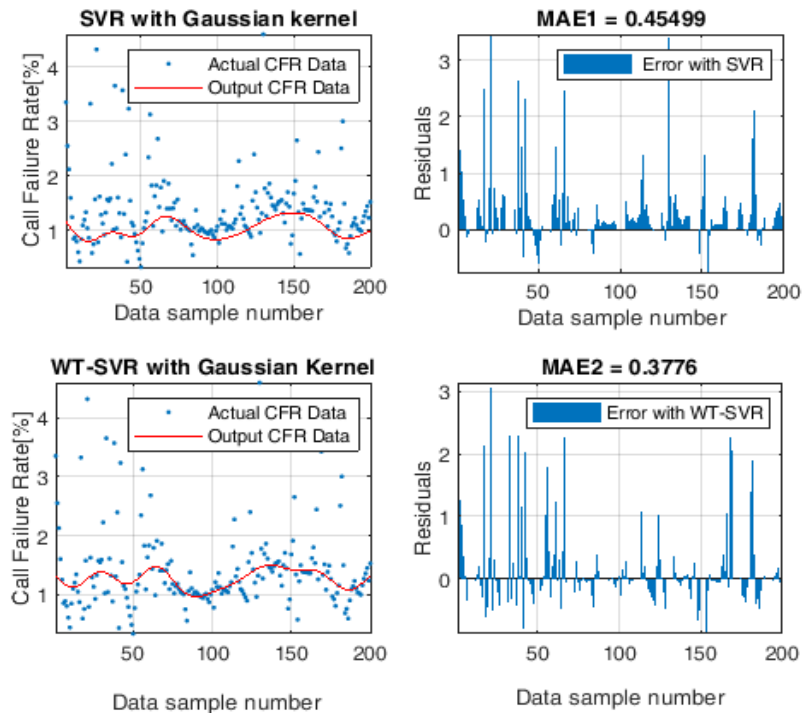 SVR with Gaussian kernel
4
3
2
1
Call Failure Rate[%]
Actual CFR Data
Output CFR Data
50
100
150
200
Data sample number
MAE1 = 0.45499
3
2
1
0
Residuals
Error with SVR
50
100
150
200
Data sample number
WT-SVR with Gaussian Kernel
4
3
2
1
Call Failure Rate[%]
Actual CFR Data
Output CFR Data
50
100
150
200
Data sample number
MAE2 = 0.3776
3
2
1
0
Residuals
Error with WT-SVR
50
100
150
200
Data sample number